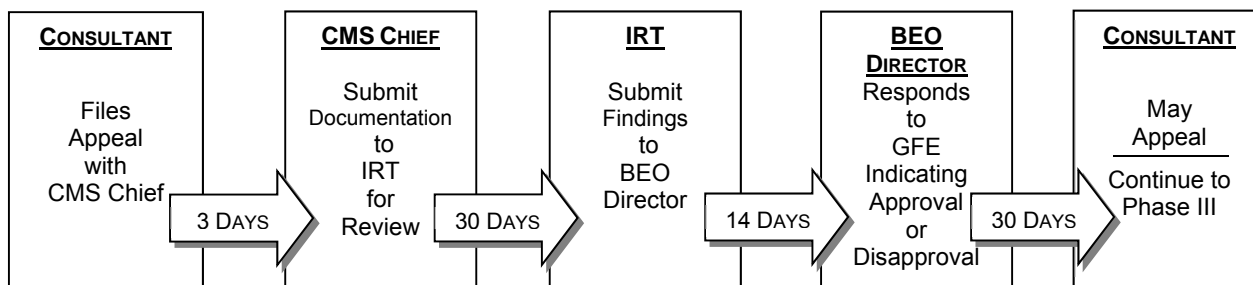 CONSULTANT
Files
Appeal
with
CMS Chief
3 DAYS
CMS CHIEF
Submit
Documentation
to
IRT
for
Review
30 DAYS
IRT
Submit
Findings
to
BEO
Director
14 DAYS
BEO
DIRECTOR
Responds
to
GFE
Indicating
Approval
or
Disapproval
30 DAYS
CONSULTANT
May
Appeal
Continue to
Phase III